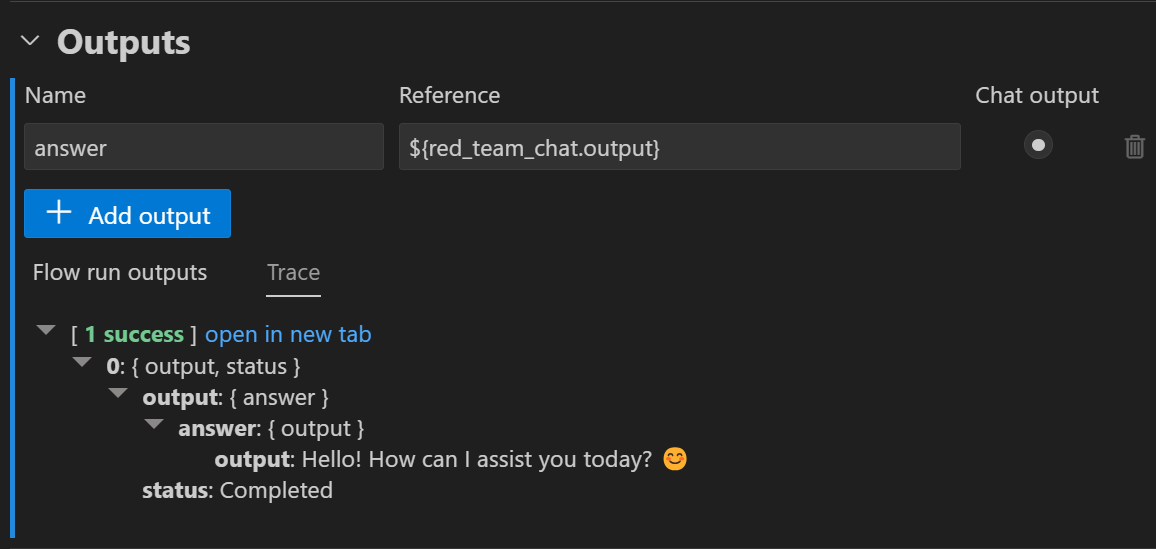 Outputs
Name Reference Chat output
answer ${red_team_chat.output}
Add output
Flow run outputs Trace
[ 1 success ] open in new tab
0: { output, status }
output: { answer }
answer: { output }
output: Hello! How can I assist you today? 😊
status: Completed